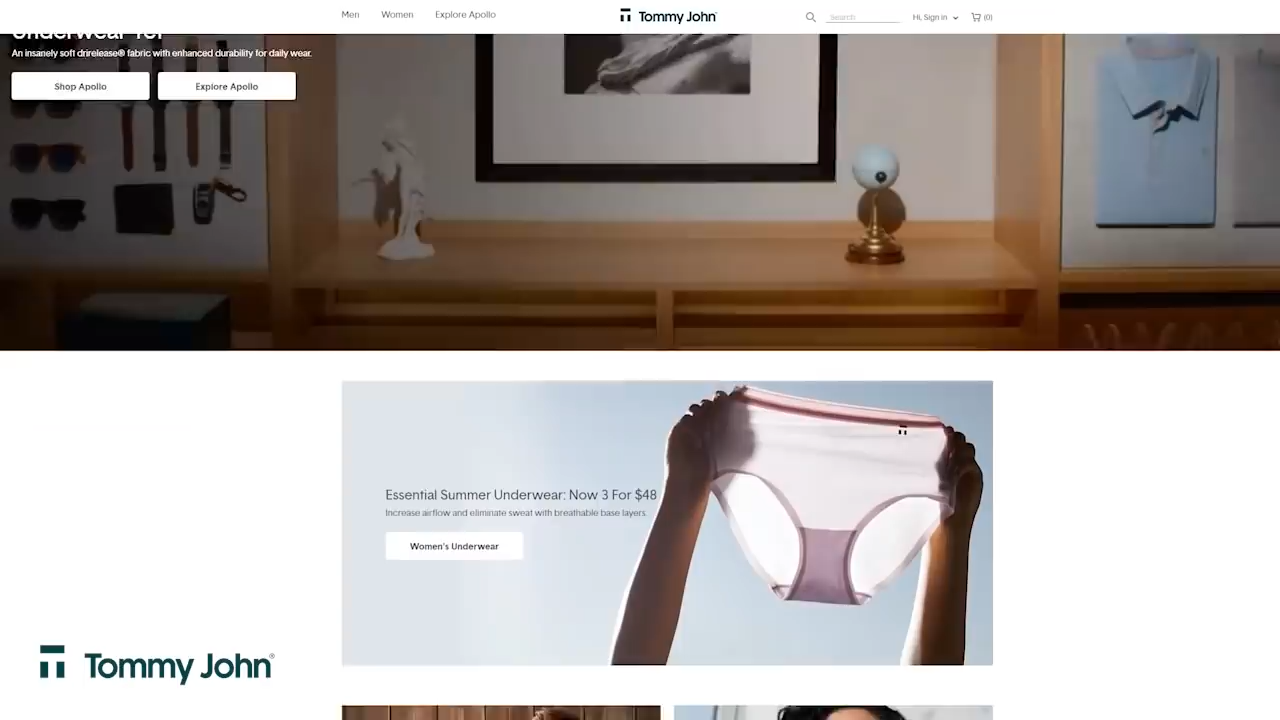 Men Women Explore Apollo Tommy John Search Hi, Sign in (0)
Underwear for
An insanely soft drirelease® fabric with enhanced durability for daily wear.
Shop Apollo Explore Apollo
Essential Summer Underwear: Now 3 For $48
Increase airflow and eliminate sweat with breathable base layers.
Women's Underwear
Tommy John®